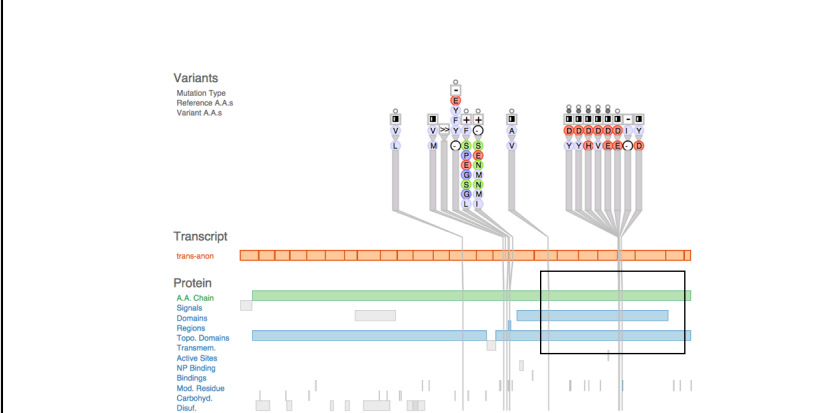 Variants
Mutation Type
Reference A.A.s
Variant A.A.s
- E Y F Y -
V L
V M
>>
+ F S P E G S G L
+ - S E N M N M I
A V
D D D D D D I Y
Y Y H V E E - D
Transcript
trans-anon
Protein
A.A. Chain
Signals
Domains
Regions
Topo. Domains
Transmem.
Active Sites
NP Binding
Bindings
Mod. Residue
Carbohyd.
Disuf.